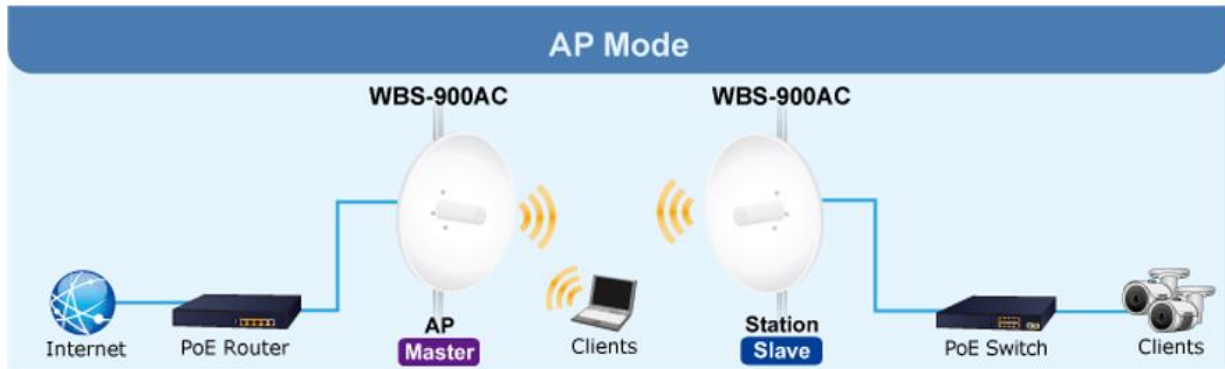 AP Mode
WBS-900AC
WBS-900AC
Internet
PoE Router
AP
Master
Clients
Station
Slave
PoE Switch
Clients